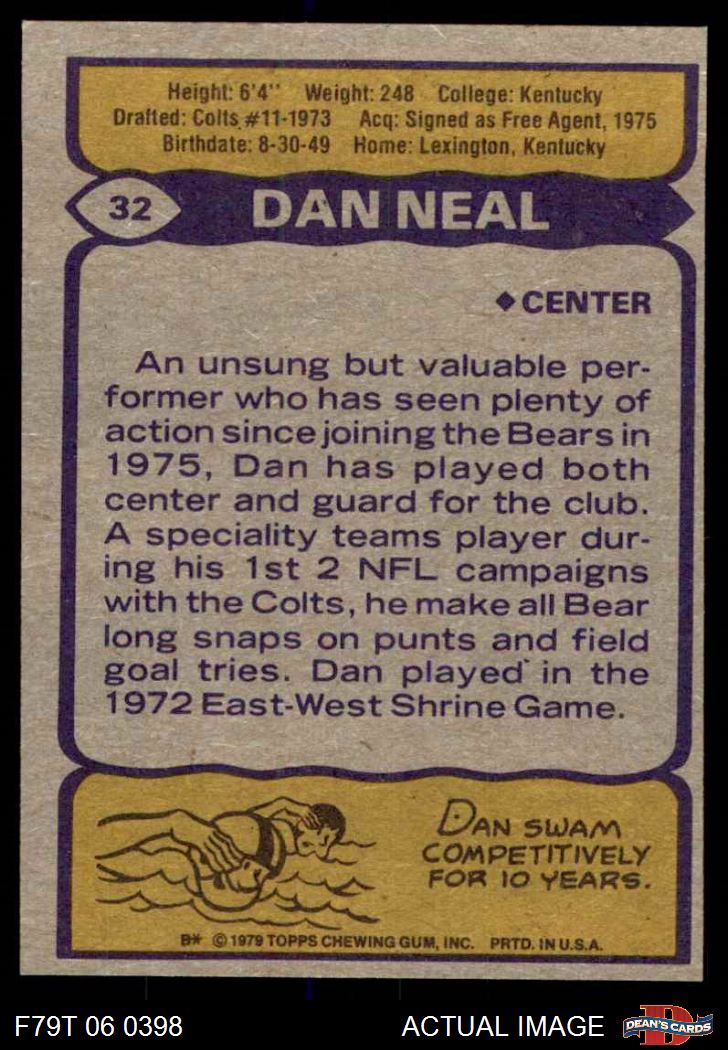 Height: 6'4" Weight: 248 College: Kentucky
Drafted: Colts #11-1973 Acq: Signed as Free Agent, 1975
Birthdate: 8-30-49 Home: Lexington, Kentucky
32 DAN NEAL
◆ CENTER
An unsung but valuable per-
former who has seen plenty of
action since joining the Bears in
1975, Dan has played both
center and guard for the club.
A speciality teams player dur-
ing his 1st 2 NFL campaigns
with the Colts, he make all Bear
long snaps on punts and field
goal tries. Dan played in the
1972 East-West Shrine Game.
DAN SWAM
COMPETITIVELY
FOR 10 YEARS.
B* © 1979 TOPPS CHEWING GUM, INC. PRTD. IN U.S.A.
F79T 06 0398 ACTUAL IMAGE D DEAN'S CARDS